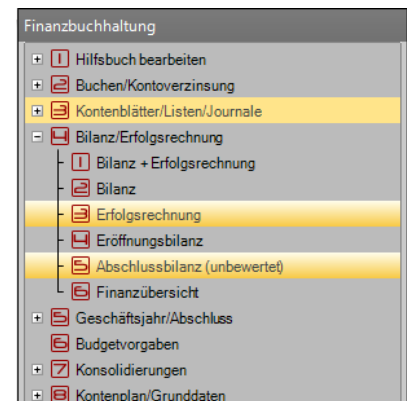 Finanzbuchhaltung
1 Hilfsbuch bearbeiten
2 Buchen/Kontoverzinsung
3 Kontenblätter/Listen/Journale
4 Bilanz/Erfolgsrechnung
1 Bilanz + Erfolgsrechnung
2 Bilanz
3 Erfolgsrechnung
4 Eröffnungsbilanz
5 Abschlussbilanz (unbewertet)
6 Finanzübersicht
5 Geschäftsjahr/Abschluss
6 Budgetvorgaben
7 Konsolidierungen
8 Kontenplan/Grunddaten